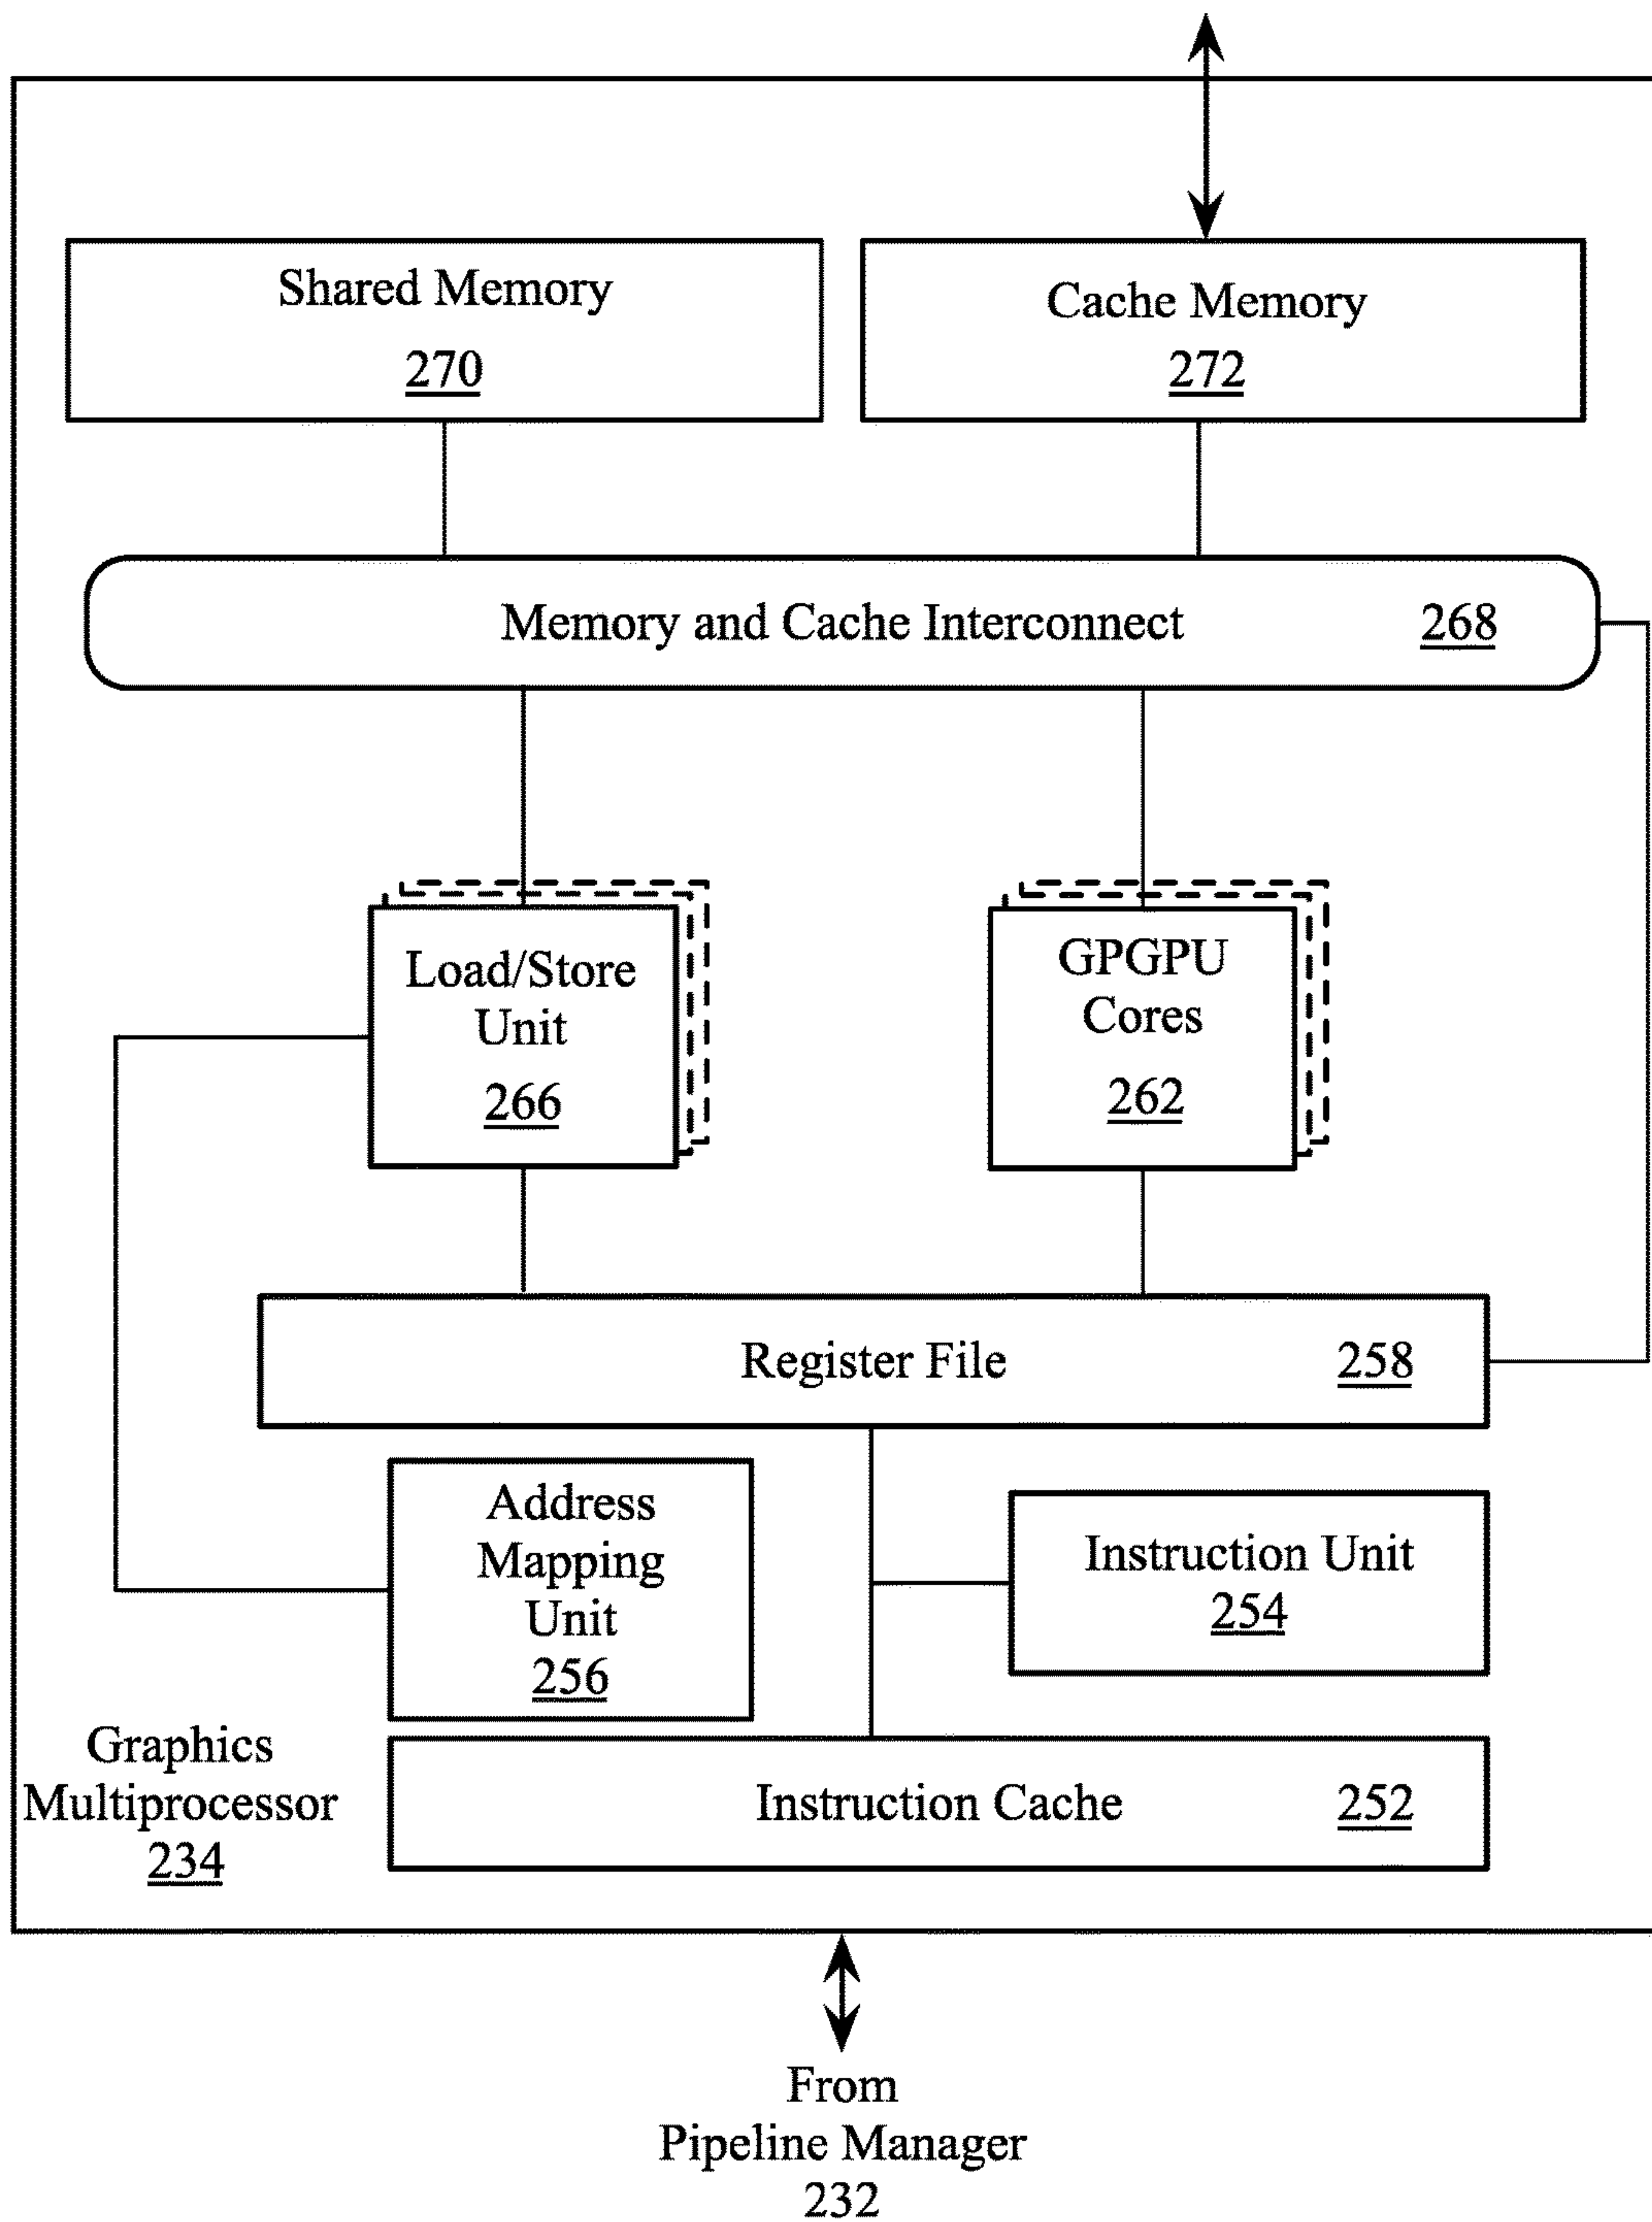 Shared Memory
270
Cache Memory
272
Memory and Cache Interconnect 268
Load/Store
Unit
266
GPGPU
Cores
262
Register File 258
Address
Mapping
Unit
256
Instruction Unit
254
Graphics
Multiprocessor
234
Instruction Cache 252
From
Pipeline Manager
232